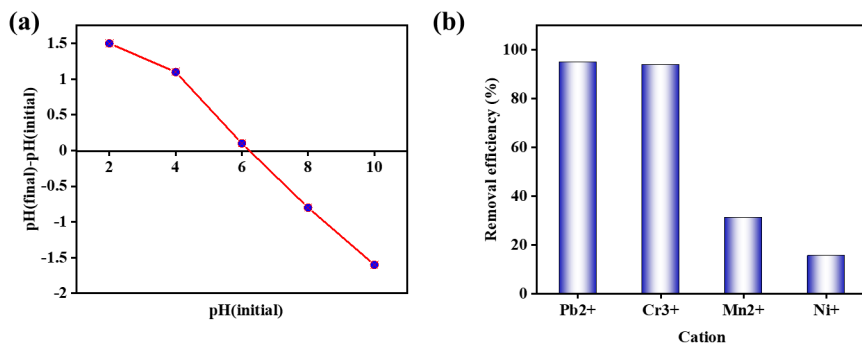 (a)
1.5
1
0.5
0
-0.5
-1
-1.5
-2
2
4
6
8
10
pH(final)-pH(initial)
pH(initial)
(b)
100
80
60
40
20
0
Removal efficiency (%)
Pb2+
Cr3+
Mn2+
Ni+
Cation